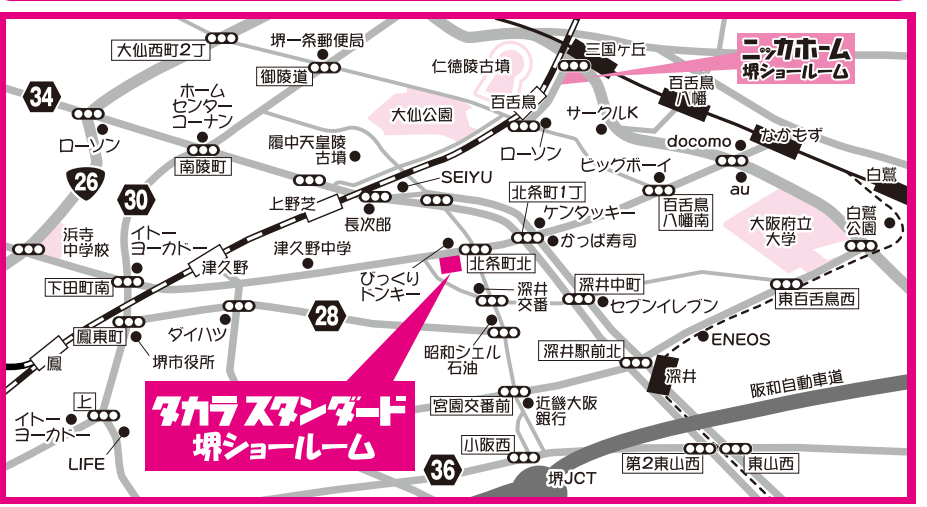 大仙西町2丁
堺一条郵便局
御陵道
仁徳陵古墳
三国ヶ丘
ニッカホーム
堺ショールーム
34
ホーム
センター
コーナン
ローソン
南陵町
大仙公園
百舌鳥
ローソン
サークルK
百舌鳥
八幡
docomo
なかもず
履中天皇陵
古墳
SEIYU
ビッグボーイ
au
白鷺
26
30
上野芝
長次郎
北条町1丁
ケンタッキー
かっぱ寿司
百舌鳥
八幡南
大阪府立
大学
白鷺
公園
浜寺
中学校
イトー
ヨーカドー
津久野
津久野中学
びっくり
ドンキー
北条町北
下田町南
深井
交番
深井中町
セブンイレブン
東百舌鳥西
鳳東町
ダイハツ
28
堺市役所
昭和シェル
石油
深井駅前北
ENEOS
鳳
深井
阪和自動車道
タカラスタンダード
堺ショールーム
上
イトー
ヨーカドー
LIFE
宮園交番前
近畿大阪
銀行
小阪西
36
堺JCT
第2東山西
東山西